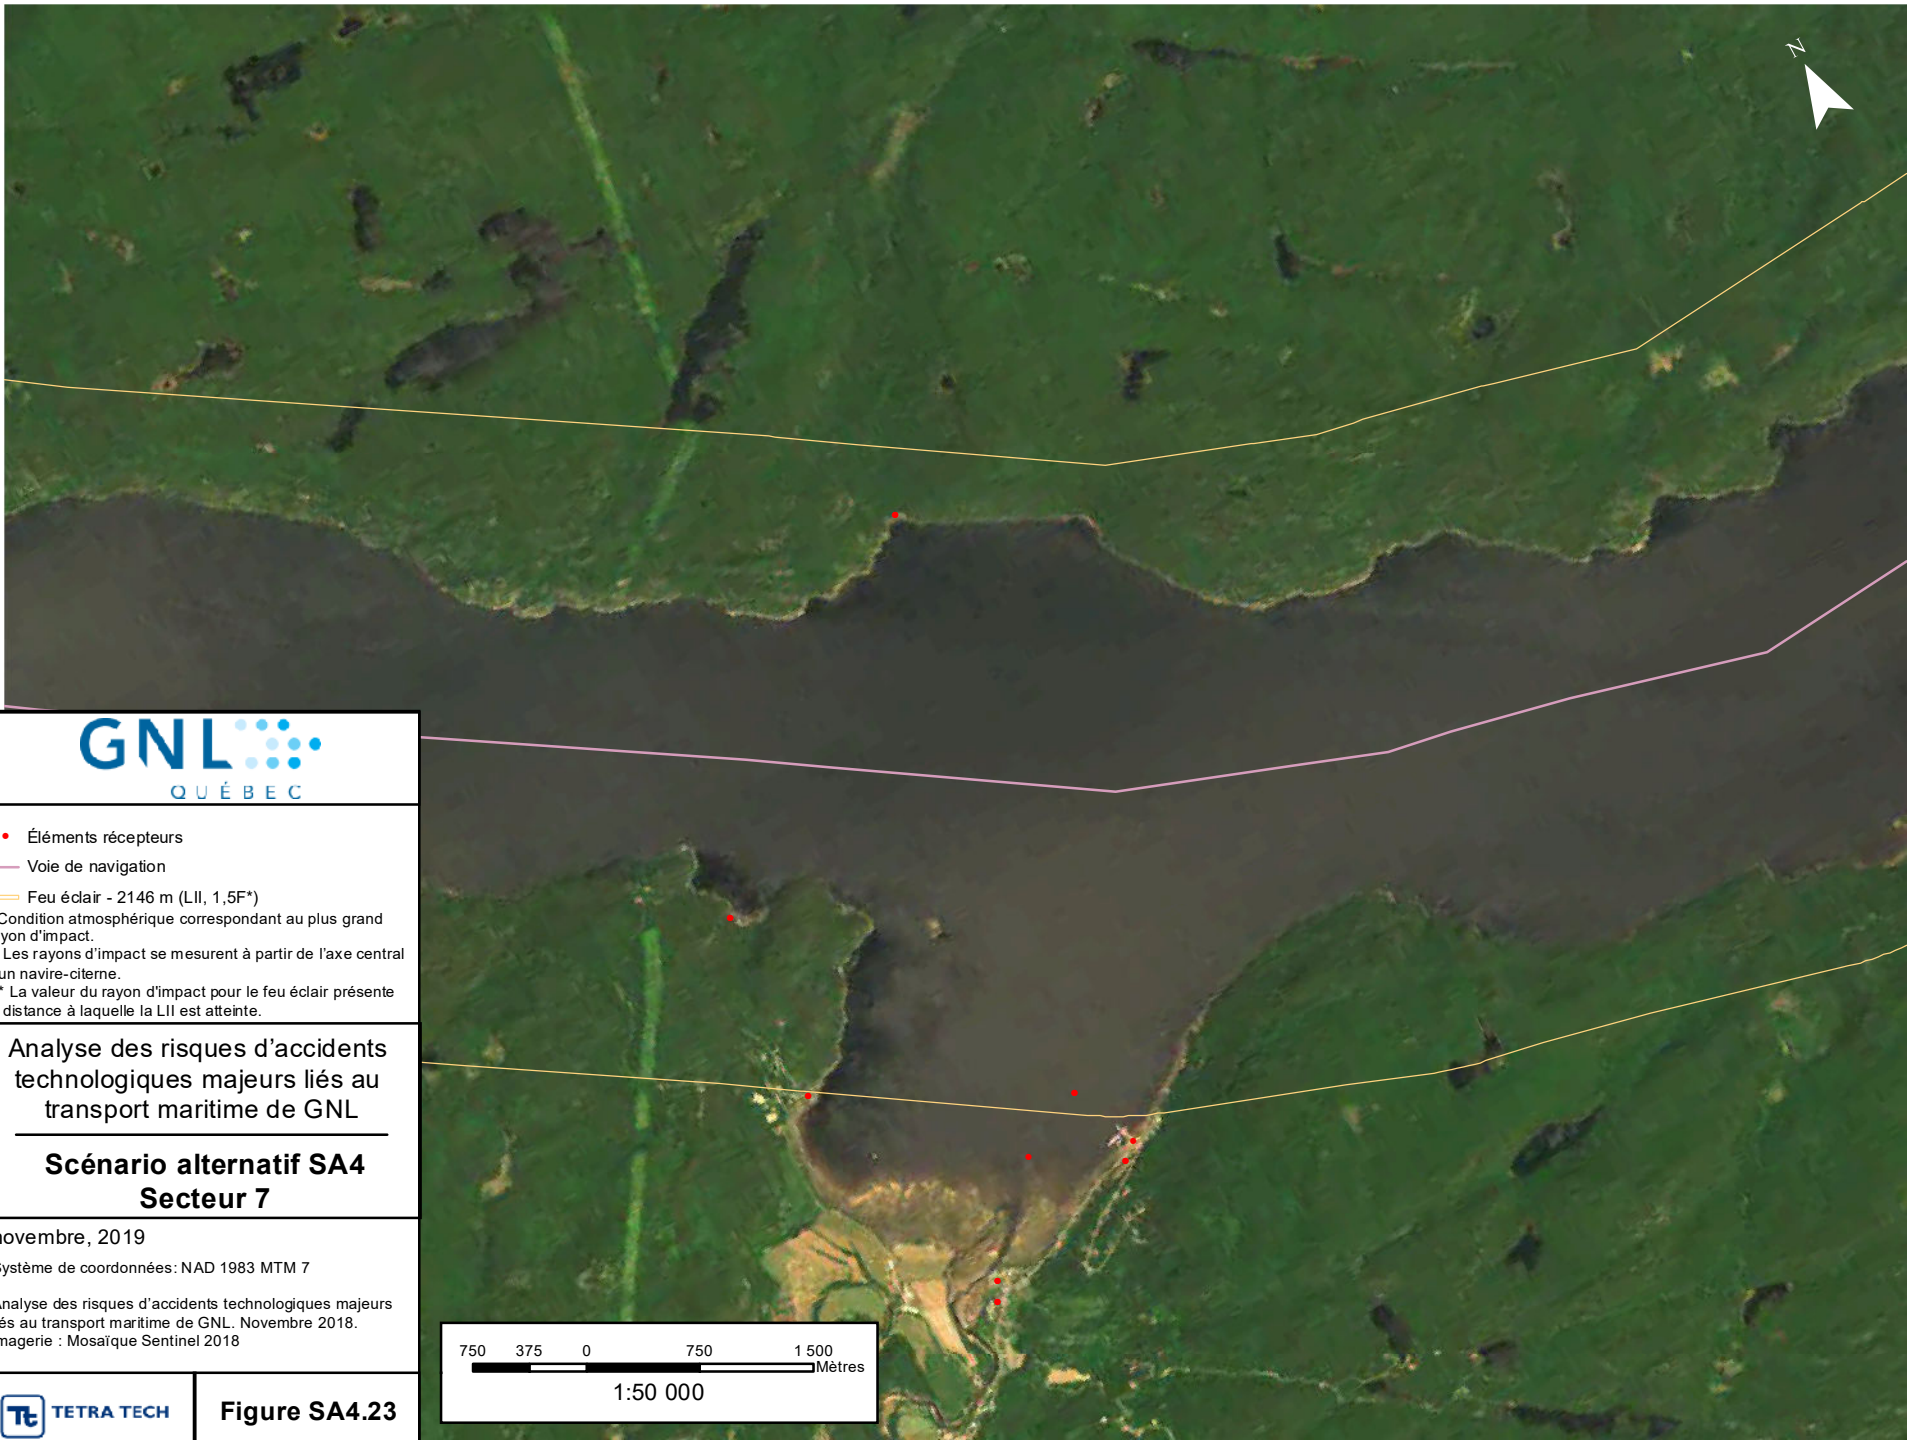 N
GNL
QUÉBEC
Éléments récepteurs
Voie de navigation
Feu éclair - 2146 m (LII, 1,5F*)
Condition atmosphérique correspondant au plus grand
yon d'impact.
Les rayons d'impact se mesurent à partir de l'axe central
un navire-citerne.
* La valeur du rayon d'impact pour le feu éclair présente
distance à laquelle la LII est atteinte.
Analyse des risques d'accidents
technologiques majeurs liés au
transport maritime de GNL
Scénario alternatif SA4
Secteur 7
novembre, 2019
Système de coordonnées: NAD 1983 MTM 7
Analyse des risques d'accidents technologiques majeurs
és au transport maritime de GNL. Novembre 2018.
magerie : Mosaïque Sentinel 2018
Tt TETRA TECH
Figure SA4.23
750 375 0 750 1 500
Mètres
1:50 000